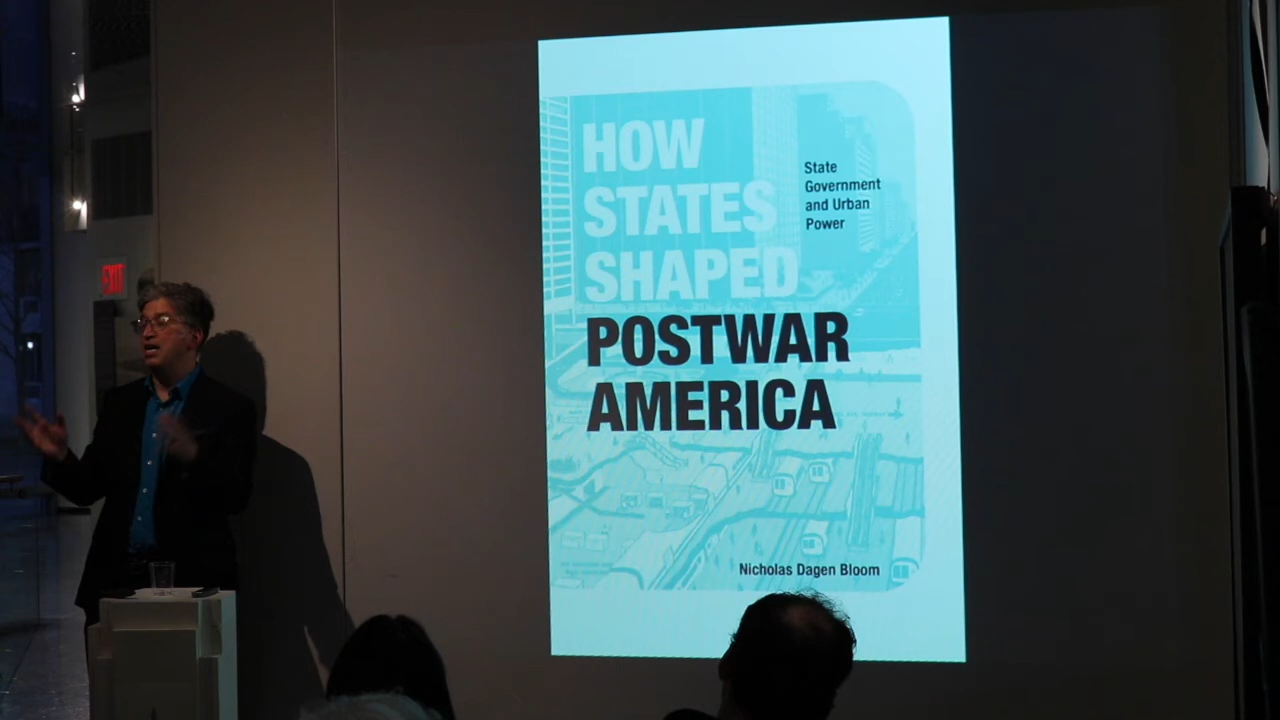 EXIT
HOW
STATES
SHAPED
POSTWAR
AMERICA
State
Government
and Urban
Power
Nicholas Dagen Bloom